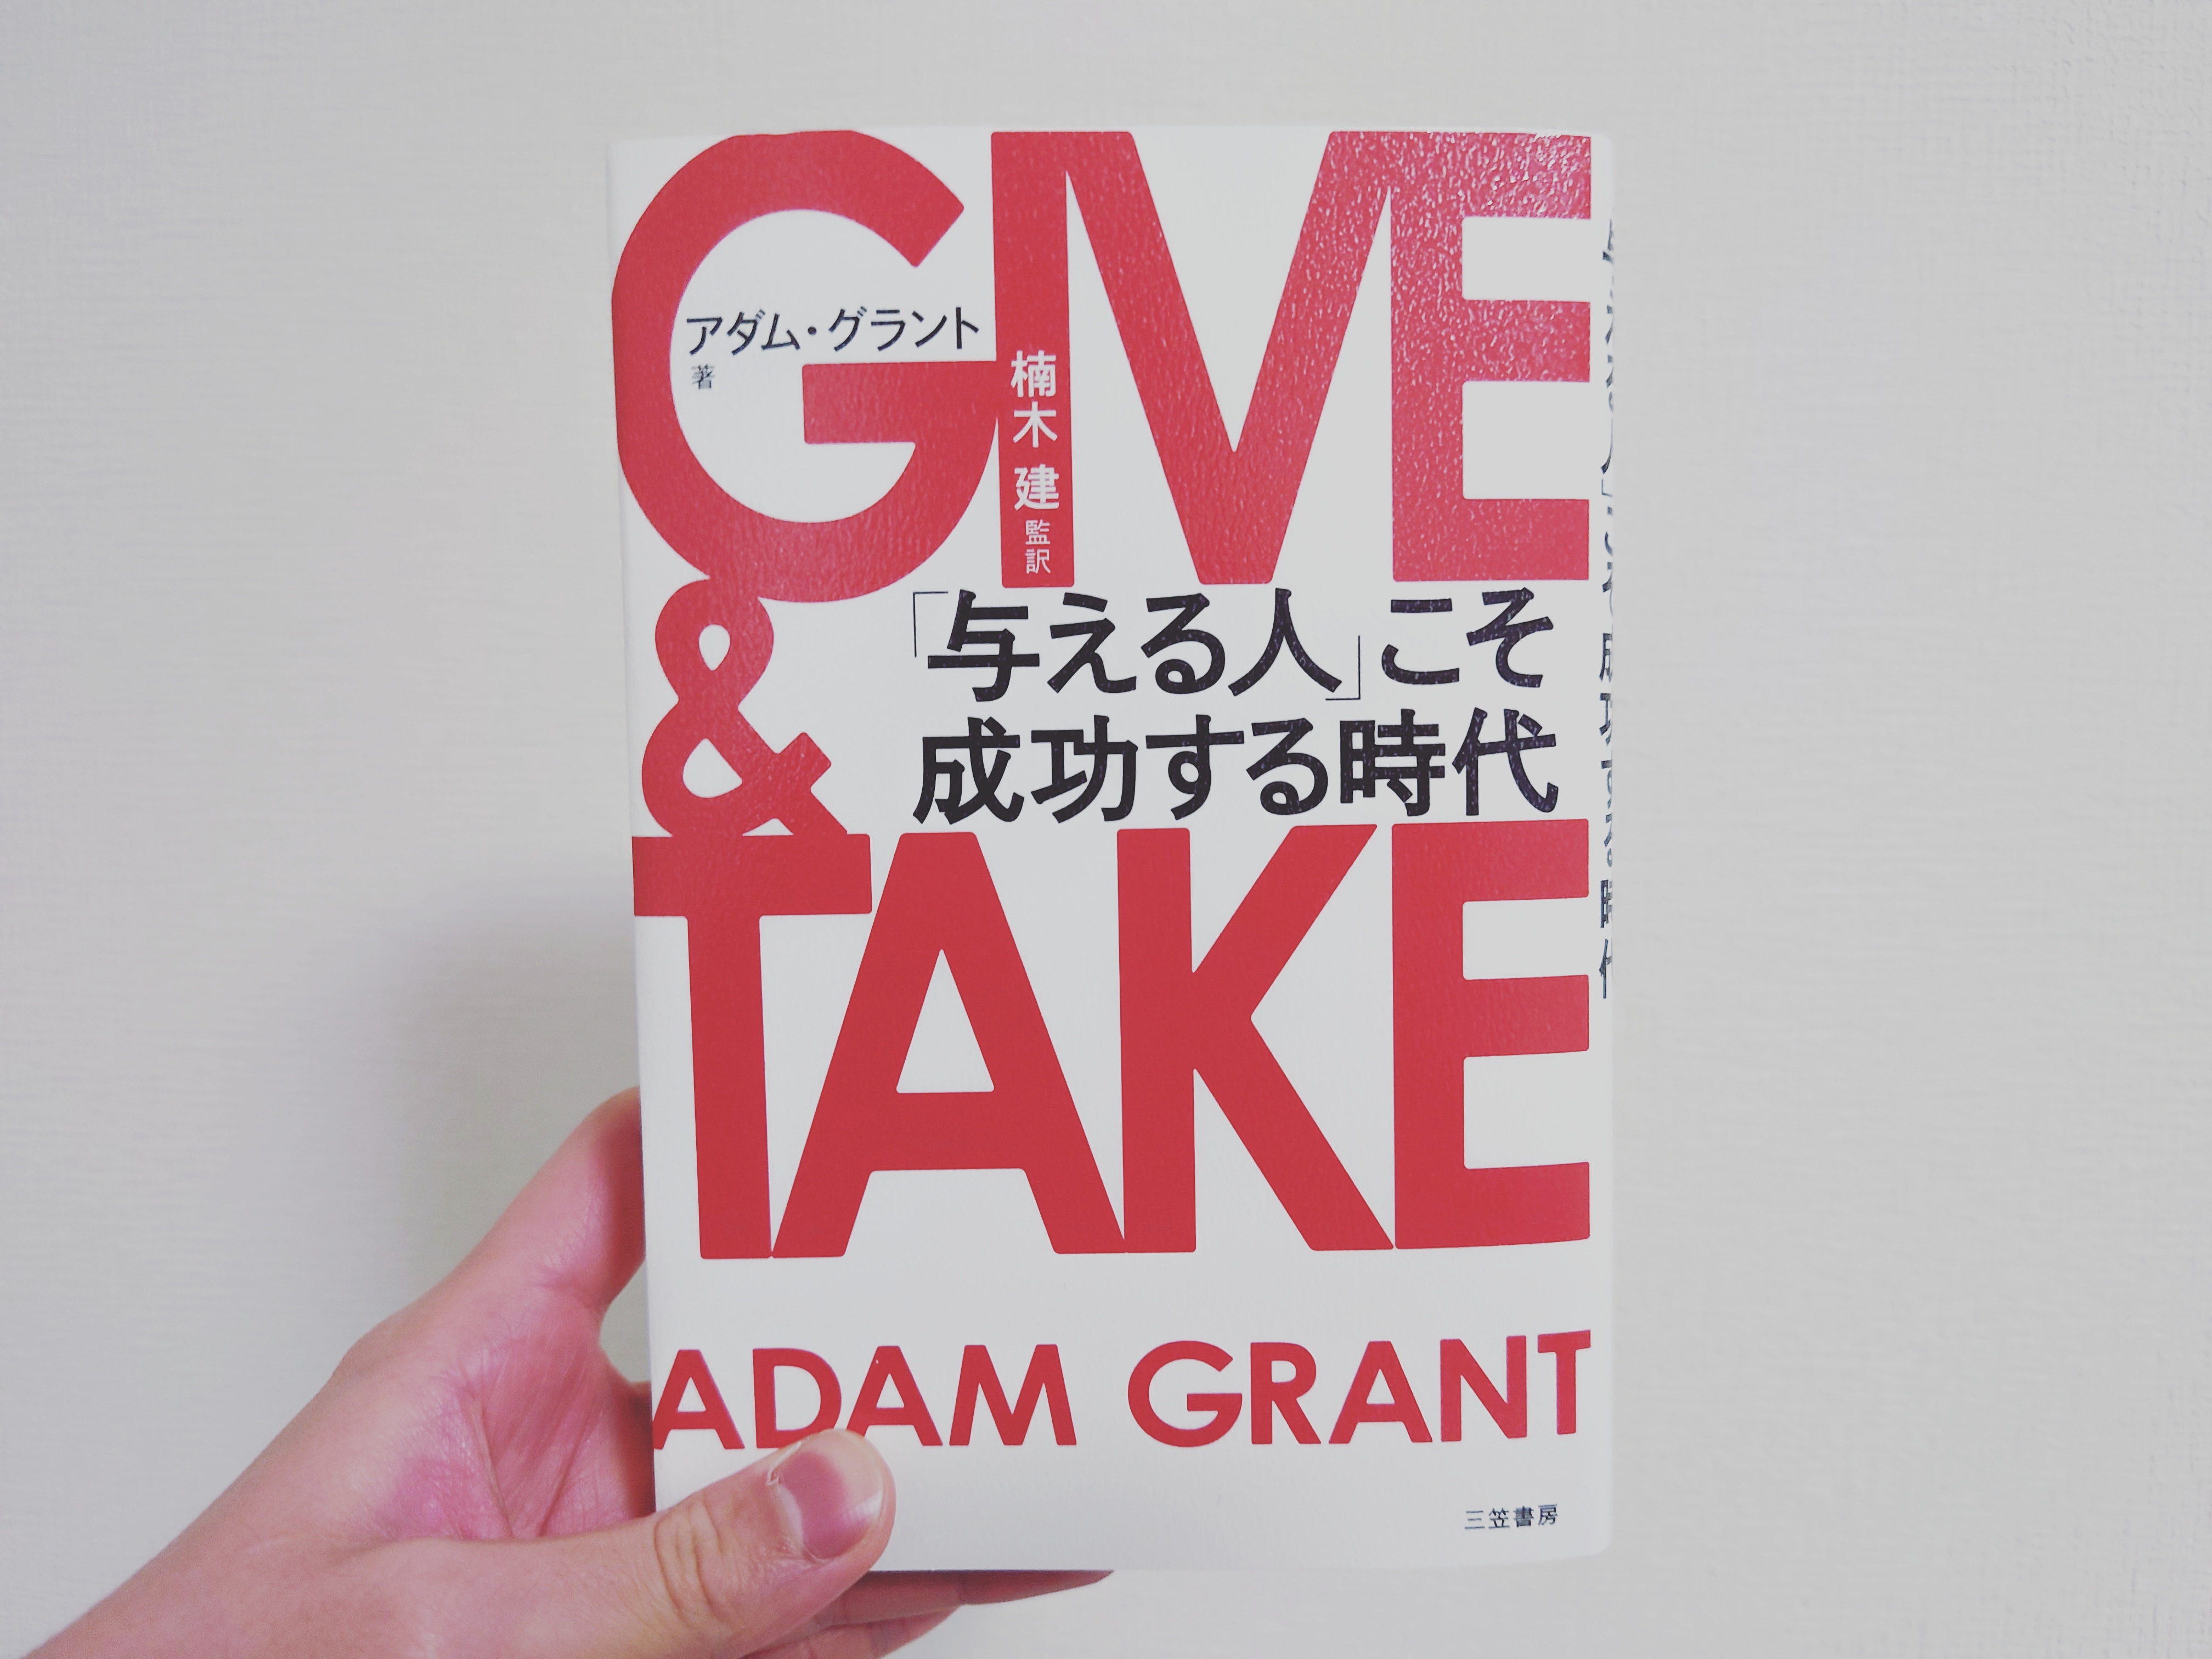 GIVE
アダム・グラント
著
楠木 建 監訳
「与える人」こそ
成功する時代
&
TAKE
ADAM GRANT
三笠書房